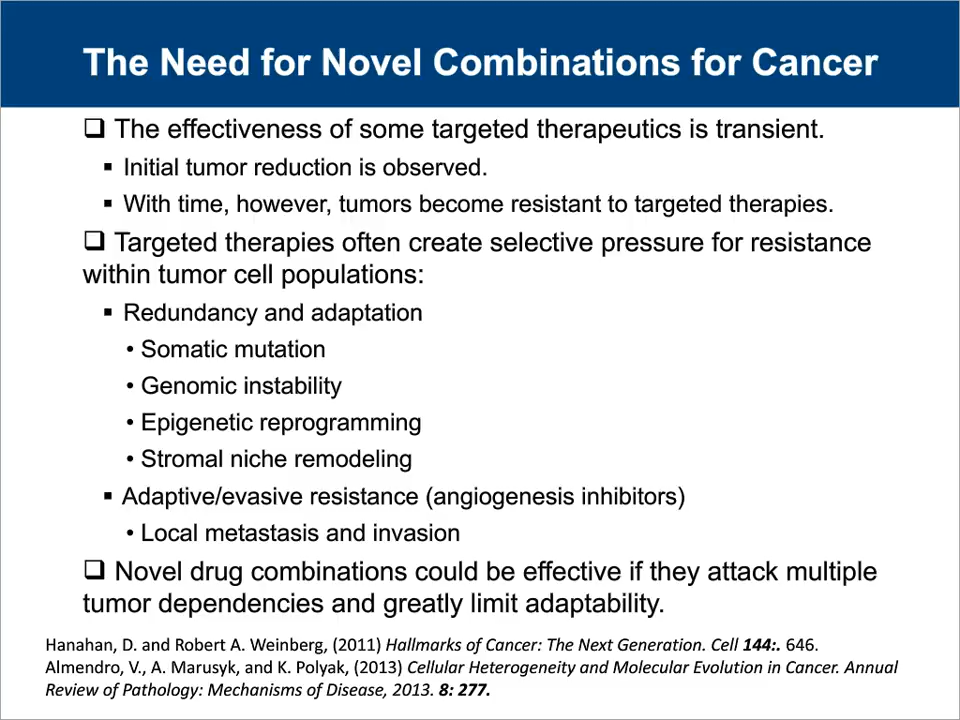 The Need for Novel Combinations for Cancer
❑ The effectiveness of some targeted therapeutics is transient.
▪ Initial tumor reduction is observed.
▪ With time, however, tumors become resistant to targeted therapies.
❑ Targeted therapies often create selective pressure for resistance
within tumor cell populations:
▪ Redundancy and adaptation
• Somatic mutation
• Genomic instability
• Epigenetic reprogramming
• Stromal niche remodeling
▪ Adaptive/evasive resistance (angiogenesis inhibitors)
• Local metastasis and invasion
❑ Novel drug combinations could be effective if they attack multiple
tumor dependencies and greatly limit adaptability.
Hanahan, D. and Robert A. Weinberg, (2011) Hallmarks of Cancer: The Next Generation. Cell 144:. 646.
Almendro, V., A. Marusyk, and K. Polyak, (2013) Cellular Heterogeneity and Molecular Evolution in Cancer. Annual
Review of Pathology: Mechanisms of Disease, 2013. 8: 277.